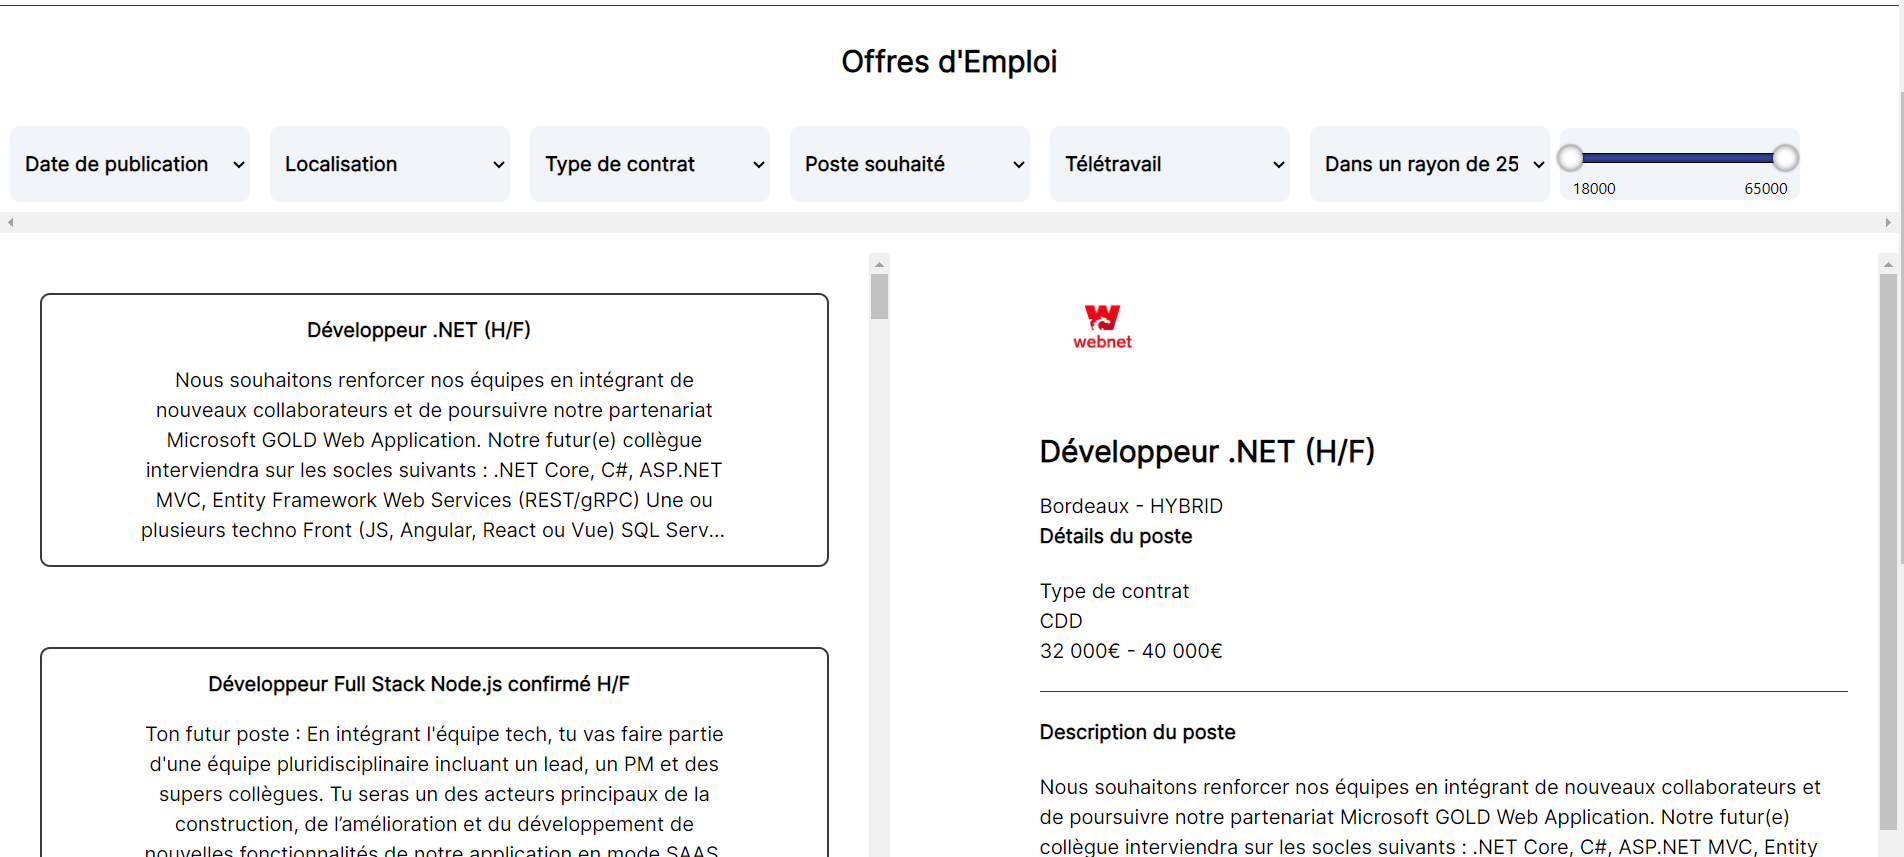 Offres d'Emploi
Date de publication
Localisation
Type de contrat
Poste souhaité
Télétravail
Dans un rayon de 25
18000
65000
Développeur .NET (H/F)
Nous souhaitons renforcer nos équipes en intégrant de
nouveaux collaborateurs et de poursuivre notre partenariat
Microsoft GOLD Web Application. Notre futur(e) collègue
interviendra sur les socles suivants : .NET Core, C#, ASP.NET
MVC, Entity Framework Web Services (REST/gRPC) Une ou
plusieurs techno Front (JS, Angular, React ou Vue) SQL Serv...
Développeur Full Stack Node.js confirmé H/F
Ton futur poste : En intégrant l'équipe tech, tu vas faire partie
d'une équipe pluridisciplinaire incluant un lead, un PM et des
supers collègues. Tu seras un des acteurs principaux de la
construction, de l’amélioration et du développement de
nouvelles fonctionnalités de notre application en mode SAAS
webnet
Développeur .NET (H/F)
Bordeaux - HYBRID
Détails du poste
Type de contrat
CDD
32 000€ - 40 000€
Description du poste
Nous souhaitons renforcer nos équipes en intégrant de nouveaux collaborateurs et
de poursuivre notre partenariat Microsoft GOLD Web Application. Notre futur(e)
collègue interviendra sur les socles suivants : .NET Core, C#, ASP.NET MVC, Entity